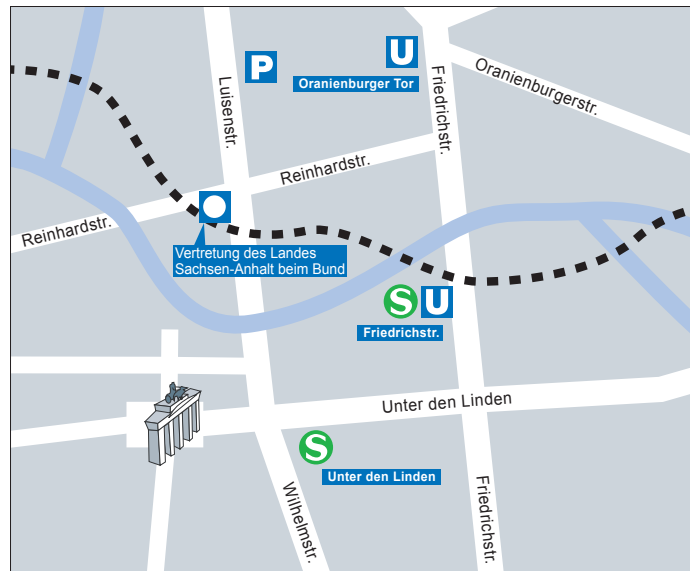 P
U
Oranienburger Tor
Luisenstr.
Friedrichstr.
Oranienburgerstr.
Reinhardstr.
Reinhardstr.
Vertretung des Landes
Sachsen-Anhalt beim Bund
S
U
Friedrichstr.
Unter den Linden
S
Unter den Linden
Wilhelmstr.
Friedrichstr.